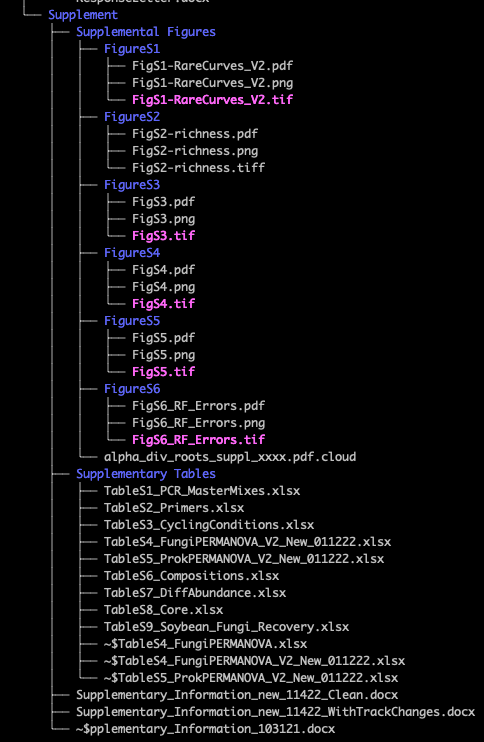 └── Supplement
├── Supplemental Figures
├── FigureS1
├── FigS1-RareCurves_V2.pdf
├── FigS1-RareCurves_V2.png
└── FigS1-RareCurves_V2.tif
├── FigureS2
├── FigS2-richness.pdf
├── FigS2-richness.png
└── FigS2-richness.tiff
├── FigureS3
├── FigS3.pdf
├── FigS3.png
└── FigS3.tif
├── FigureS4
├── FigS4.pdf
├── FigS4.png
└── FigS4.tif
├── FigureS5
├── FigS5.pdf
├── FigS5.png
└── FigS5.tif
├── FigureS6
├── FigS6_RF_Errors.pdf
├── FigS6_RF_Errors.png
└── FigS6_RF_Errors.tif
└── alpha_div_roots_suppl_xxxx.pdf.cloud
├── Supplementary Tables
├── TableS1_PCR_MasterMixes.xlsx
├── TableS2_Primers.xlsx
├── TableS3_CyclingConditions.xlsx
├── TableS4_FungiPERMANOVA_V2_New_011222.xlsx
├── TableS5_ProkPERMANOVA_V2_New_011222.xlsx
├── TableS6_Compositions.xlsx
├── TableS7_DiffAbundance.xlsx
├── TableS8_Core.xlsx
├── TableS9_Soybean_Fungi_Recovery.xlsx
├── ~$TableS4_FungiPERMANOVA.xlsx
├── ~$TableS4_FungiPERMANOVA_V2_New_011222.xlsx
└── ~$TableS5_ProkPERMANOVA_V2_New_011222.xlsx
├── Supplementary_Information_new_11422_Clean.docx
├── Supplementary_Information_new_11422_WithTrackChanges.docx
└── ~$pplementary_Information_103121.docx